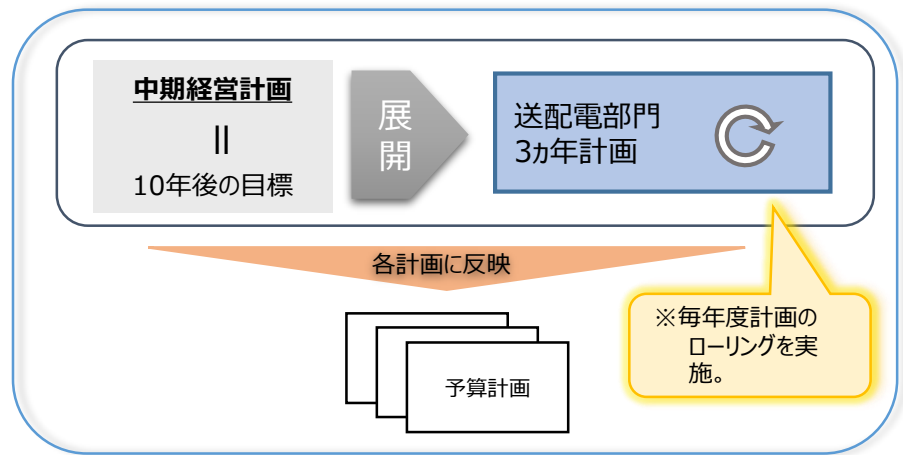 中期経営計画
||
10年後の目標
展
開
送配電部門
3ヵ年計画
各計画に反映
※毎年度計画の
ローリングを実
施。
予算計画